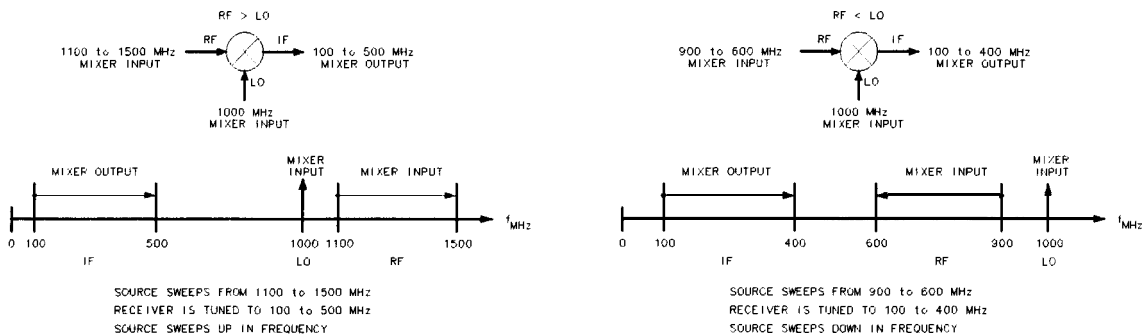 RF > LO
RF IF
1100 to 1500 MHz
MIXER INPUT
100 to 500 MHz
MIXER OUTPUT
LO
1000 MHz
MIXER INPUT
MIXER OUTPUT
MIXER
INPUT
MIXER INPUT
0 100 500 1000 1100 1500
fMHz
IF LO RF
SOURCE SWEEPS FROM 1100 to 1500 MHz
RECEIVER IS TUNED TO 100 to 500 MHz
SOURCE SWEEPS UP IN FREQUENCY
RF < LO
RF IF
900 to 600 MHz
MIXER INPUT
100 to 400 MHz
MIXER OUTPUT
LO
1000 MHz
MIXER INPUT
MIXER OUTPUT
MIXER INPUT
MIXER
INPUT
0 100 400 600 900 1000
fMHz
IF RF LO
SOURCE SWEEPS FROM 900 to 600 MHz
RECEIVER IS TUNED TO 100 to 400 MHz
SOURCE SWEEPS DOWN IN FREQUENCY